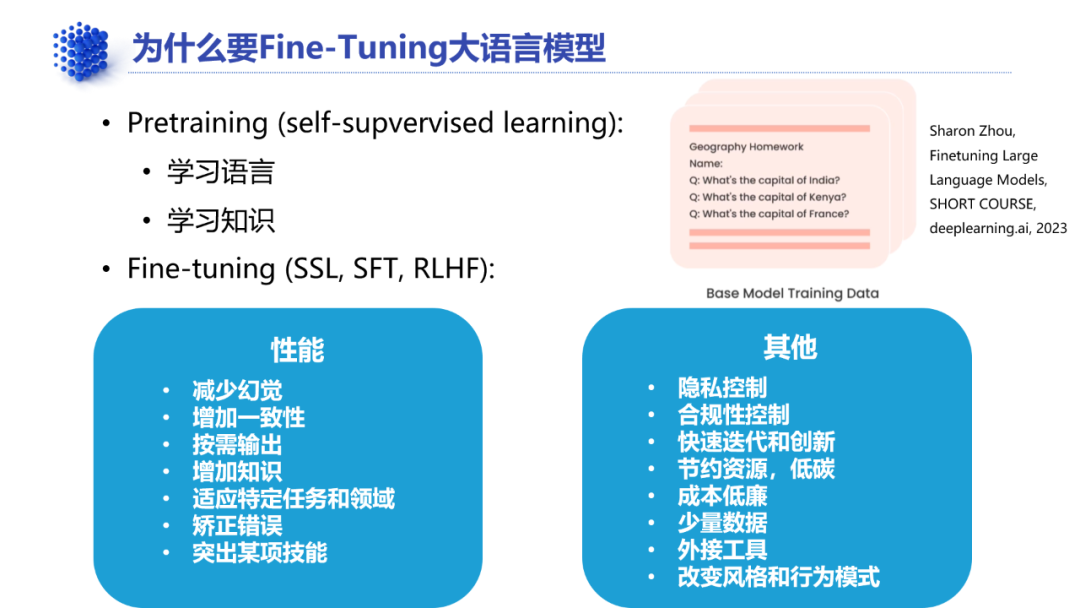 为什么要Fine-Tuning大语言模型
• Pretraining (self-supvervised learning):
• 学习语言
• 学习知识
• Fine-tuning (SSL, SFT, RLHF):
Geography Homework
Name:
Q: What's the capital of India?
Q: What's the capital of Kenya?
Q: What's the capital of France?
Base Model Training Data
Sharon Zhou,
Finetuning Large
Language Models,
SHORT COURSE,
deeplearning.ai, 2023
性能
• 减少幻觉
• 增加一致性
• 按需输出
• 增加知识
• 适应特定任务和领域
• 矫正错误
• 突出某项技能
其他
• 隐私控制
• 合规性控制
• 快速迭代和创新
• 节约资源，低碳
• 成本低廉
• 少量数据
• 外接工具
• 改变风格和行为模式